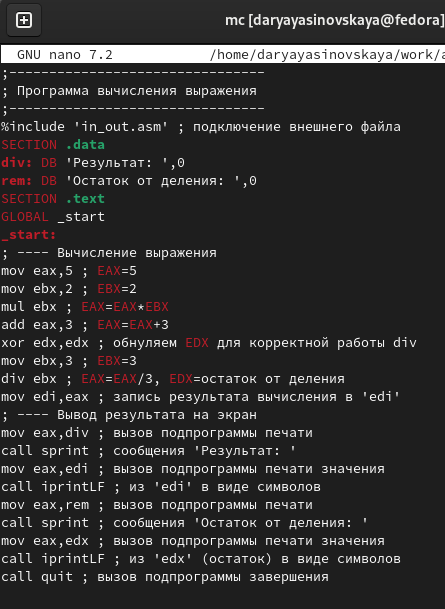 mc [daryayasinovskaya@fedora]
GNU nano 7.2 /home/daryayasinovskaya/work/a
;--------------------------------
; Программа вычисления выражения
;--------------------------------
%include 'in_out.asm' ; подключение внешнего файла
SECTION .data
div: DB 'Результат: ',0
rem: DB 'Остаток от деления: ',0
SECTION .text
GLOBAL _start
_start:
; ---- Вычисление выражения
mov eax,5 ; EAX=5
mov ebx,2 ; EBX=2
mul ebx ; EAX=EAX*EBX
add eax,3 ; EAX=EAX+3
xor edx,edx ; обнуляем EDX для корректной работы div
mov ebx,3 ; EBX=3
div ebx ; EAX=EAX/3, EDX=остаток от деления
mov edi,eax ; запись результата вычисления в 'edi'
; ---- Вывод результата на экран
mov eax,div ; вызов подпрограммы печати
call sprint ; сообщения 'Результат: '
mov eax,edi ; вызов подпрограммы печати значения
call iprintLF ; из 'edi' в виде символов
mov eax,rem ; вызов подпрограммы печати
call sprint ; сообщения 'Остаток от деления: '
mov eax,edx ; вызов подпрограммы печати значения
call iprintLF ; из 'edx' (остаток) в виде символов
call quit ; вызов подпрограммы завершения